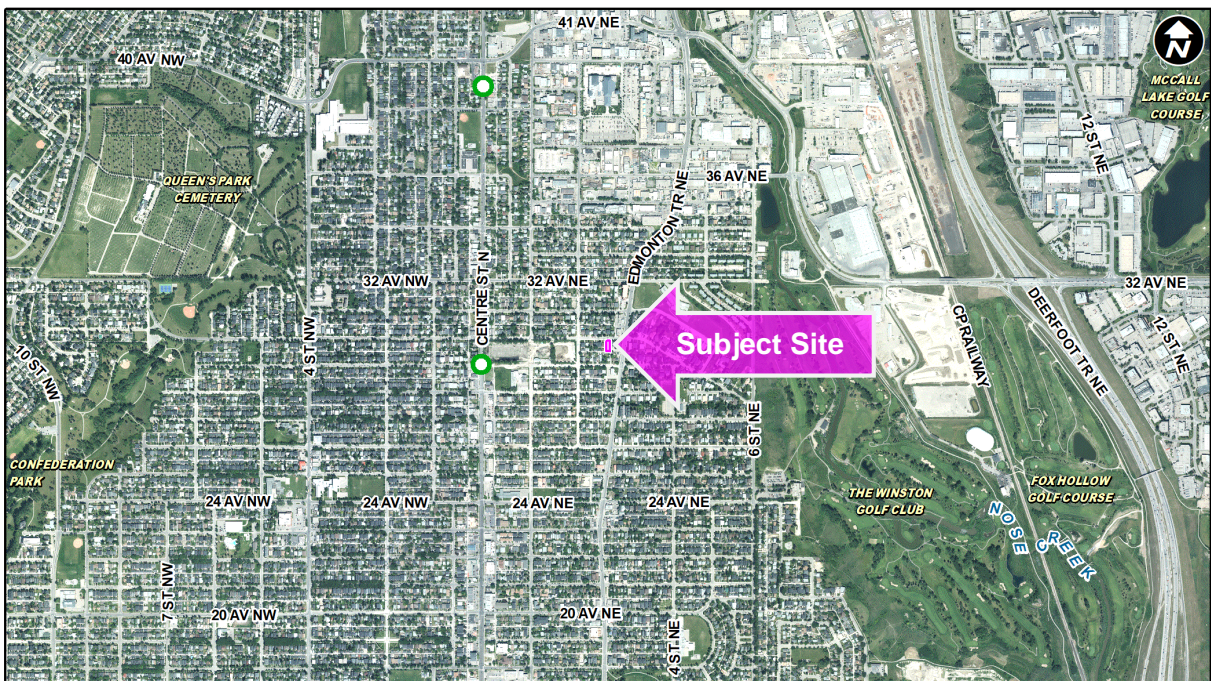 41 AV NE
N
40 AV NW
MCCALL
LAKE GOLF
COURSE
12 ST NE
QUEEN'S PARK
CEMETERY
36 AV NE
EDMONTON TR NE
CENTRE ST N
32 AV NW
32 AV NE
32 AV NE
DEERFOOT TR NE
CP RAILWAY
12 ST NE
4 ST NW
10 ST NW
Subject Site
6 ST NE
CONFEDERATION
PARK
24 AV NW
24 AV NW
24 AV NE
24 AV NE
THE WINSTON
GOLF CLUB
FOX HOLLOW
GOLF COURSE
NOSE CREEK
7 ST NW
20 AV NW
20 AV NE
4 ST NE